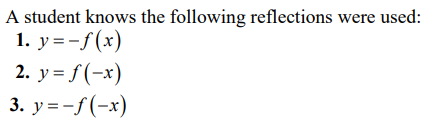 A student knows the following reflections were used:
1. y = −f(x)
2. y = f(−x)
3. y = −f(−x)